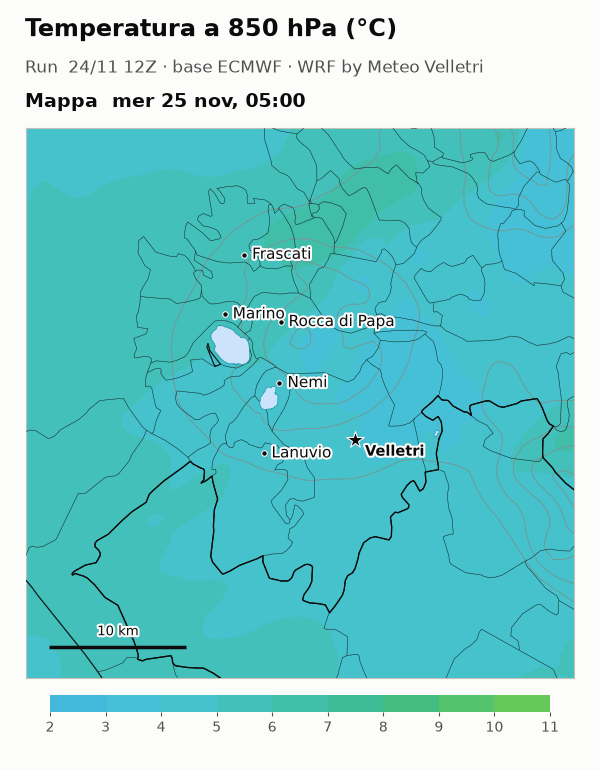 Temperatura a 850 hPa (°C)
Run  24/11 12Z · base ECMWF · WRF by Meteo Velletri
Mappa  mer 25 nov, 05:00
Frascati
Marino
Rocca di Papa
Nemi
Velletri
Lanuvio
10 km
2 3 4 5 6 7 8 9 10 11